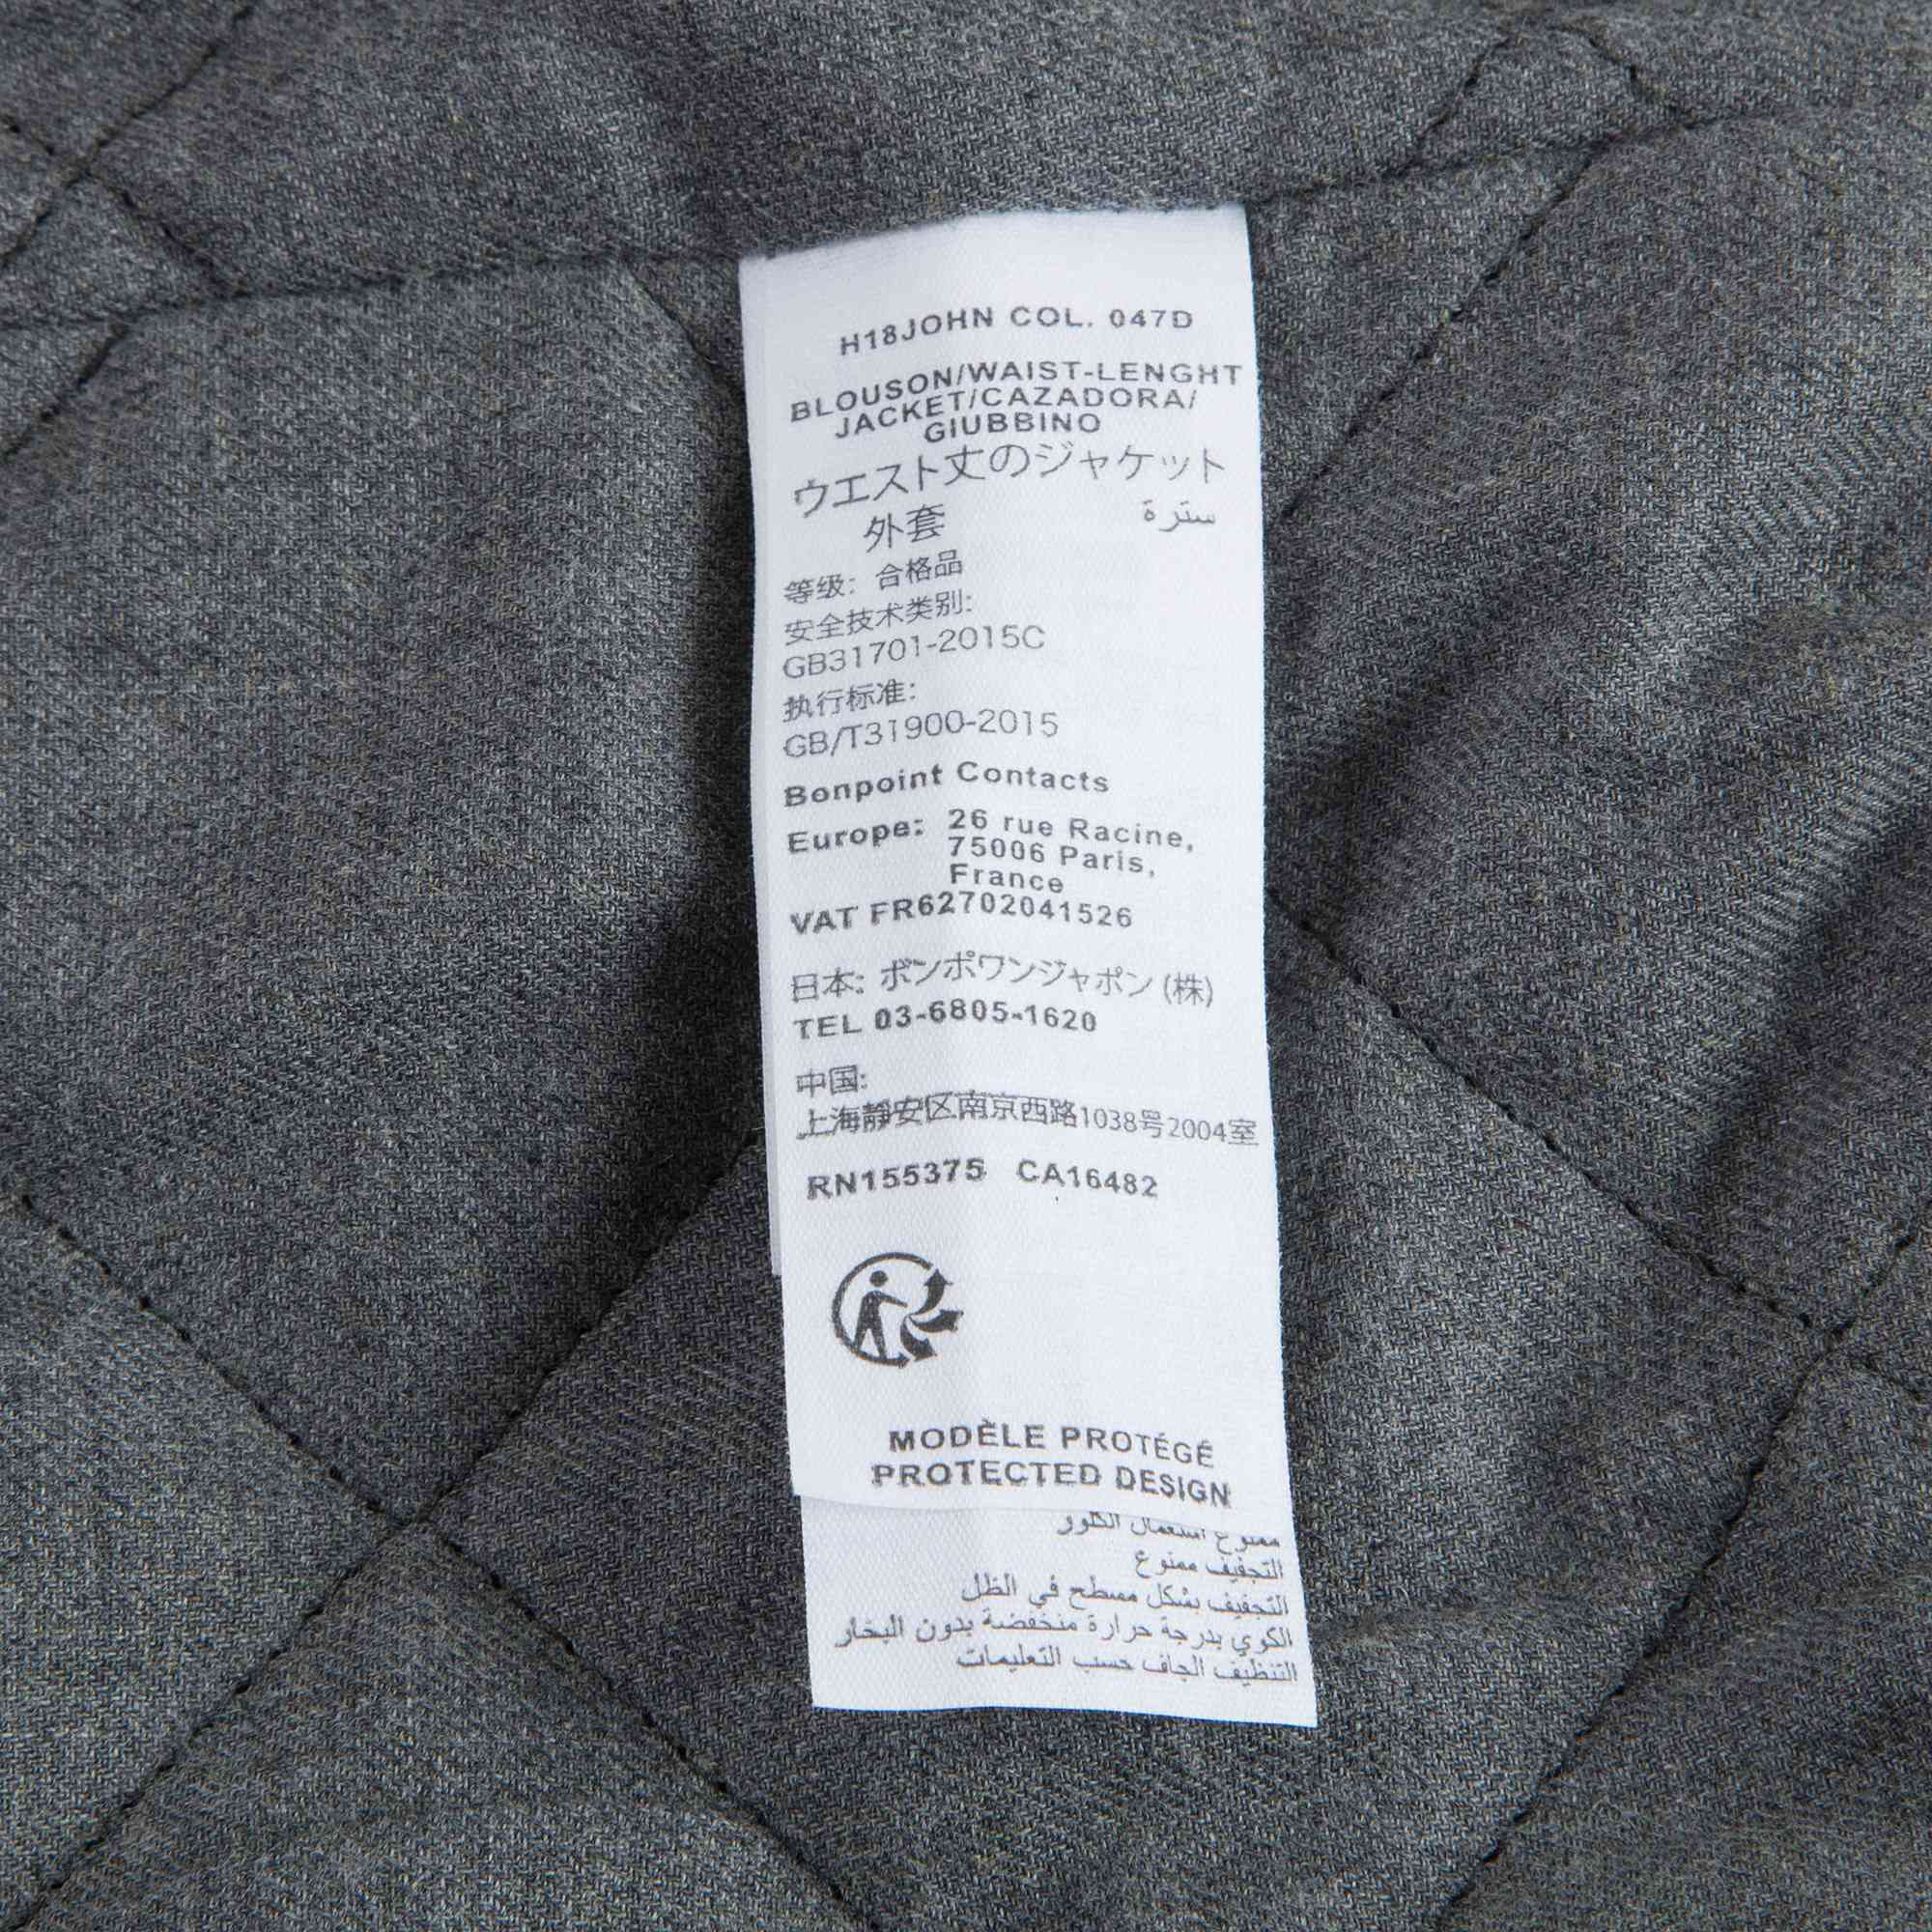 H18JOHN COL. 047D
BLOUSON/WAIST-LENGHT
JACKET/CAZADORA/
GIUBBINO
ウエスト丈のジャケット
外套 سترة
等级: 合格品
安全技术类别:
GB31701-2015C
执行标准:
GB/T31900-2015
Bonpoint Contacts
Europe: 26 rue Racine,
75006 Paris,
France
VAT FR62702041526
日本: ボンポワンジャポン (株)
TEL 03-6805-1620
中国:
上海静安区南京西路1038号2004室
RN155375 CA16482
MODÈLE PROTÉGÉ
PROTECTED DESIGN
ممنوع استعمال الكلور
التجفيف ممنوع
التجفيف بشكل مسطح في الظل
الكوي بدرجة حرارة منخفضة بدون البخار
التنظيف الجاف حسب التعليمات